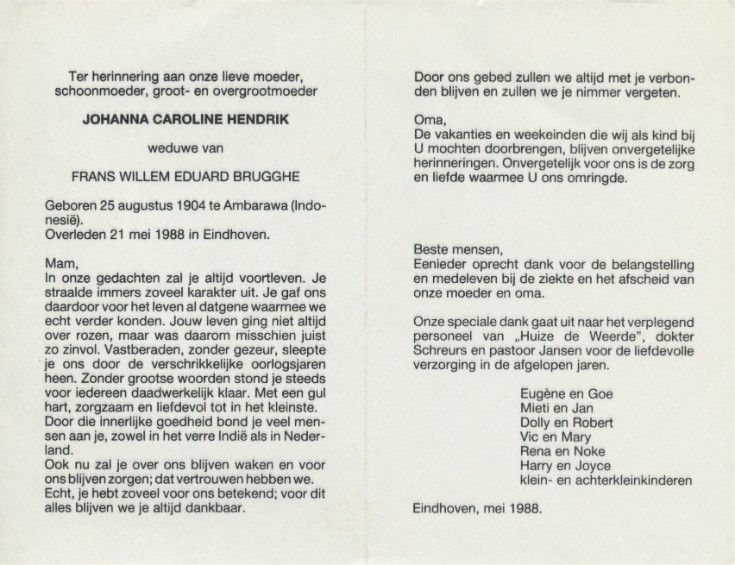 Ter herinnering aan onze lieve moeder,
schoonmoeder, groot- en overgrootmoeder
JOHANNA CAROLINE HENDRIK
weduwe van
FRANS WILLEM EDUARD BRUGGHE
Geboren 25 augustus 1904 te Ambarawa (Indo-
nesië).
Overleden 21 mei 1988 in Eindhoven.
Mam,
In onze gedachten zal je altijd voortleven. Je
straalde immers zoveel karakter uit. Je gaf ons
daardoor voor het leven al datgene waarmee we
echt verder konden. Jouw leven ging niet altijd
over rozen, maar was daarom misschien juist
zo zinvol. Vastberaden, zonder gezeur, sleepte
je ons door de verschrikkelijke oorlogsjaren
heen. Zonder grootse woorden stond je steeds
voor iedereen daadwerkelijk klaar. Met een gul
hart, zorgzaam en liefdevol tot in het kleinste.
Door die innerlijke goedheid bond je veel men-
sen aan je, zowel in het verre Indië als in Neder-
land.
Ook nu zal je over ons blijven waken en voor
ons blijven zorgen; dat vertrouwen hebben we.
Echt, je hebt zoveel voor ons betekend; voor dit
alles blijven we je altijd dankbaar.
Door ons gebed zullen we altijd met je verbon-
den blijven en zullen we je nimmer vergeten.
Oma,
De vakanties en weekeinden die wij als kind bij
U mochten doorbrengen, blijven onvergetelijke
herinneringen. Onvergetelijk voor ons is de zorg
en liefde waarmee U ons omringde.
Beste mensen,
Eenieder oprecht dank voor de belangstelling
en medeleven bij de ziekte en het afscheid van
onze moeder en oma.
Onze speciale dank gaat uit naar het verplegend
personeel van „Huize de Weerde”, dokter
Schreurs en pastoor Jansen voor de liefdevolle
verzorging in de afgelopen jaren.
Eugène en Goe
Mieti en Jan
Dolly en Robert
Vic en Mary
Rena en Noke
Harry en Joyce
klein- en achterkleinkinderen
Eindhoven, mei 1988.